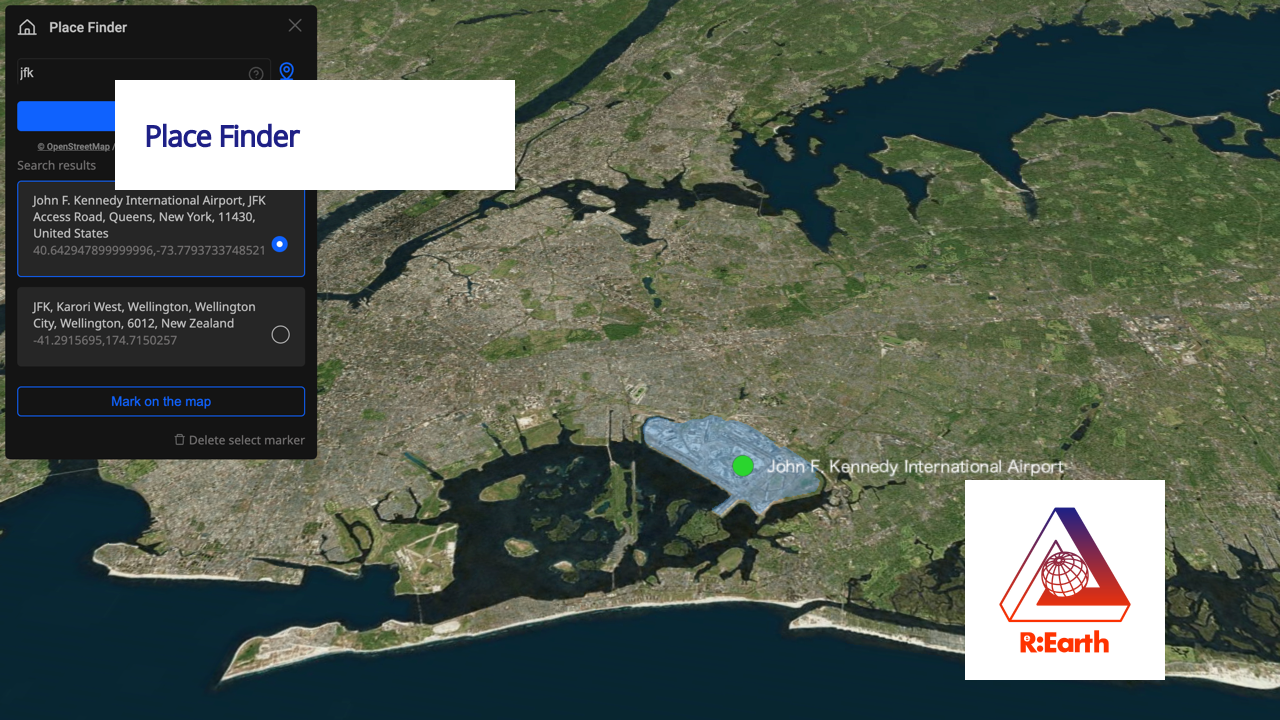 Place Finder
jfk
Place Finder
© OpenStreetMap /
Search results
John F. Kennedy International Airport, JFK
Access Road, Queens, New York, 11430,
United States
40.642947899999996,-73.7793733748521
JFK, Karori West, Wellington, Wellington
City, Wellington, 6012, New Zealand
-41.2915695,174.7150257
Mark on the map
Delete select marker
John F. Kennedy International Airport
R:Earth